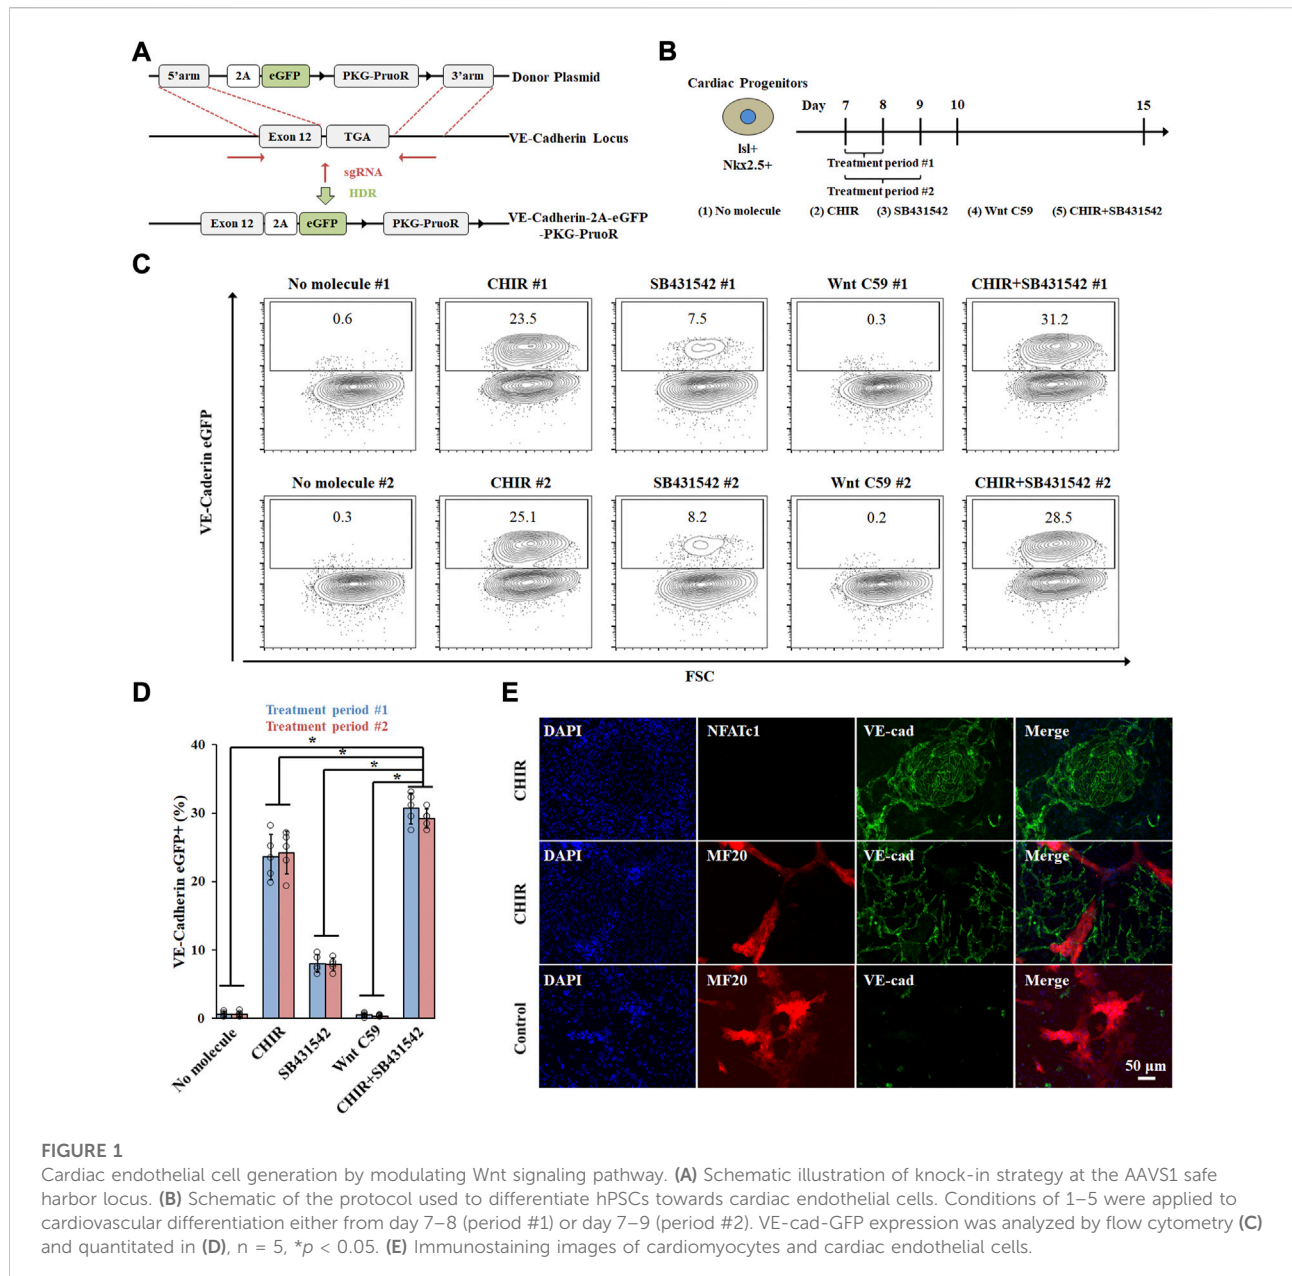 A
5'arm
2A
eGFP
PKG-PruoR
3'arm
Donor Plasmid
Exon 12
TGA
VE-Cadherin Locus
sgRNA
HDR
Exon 12
2A
eGFP
PKG-PruoR
VE-Cadherin-2A-eGFP
-PKG-PruoR
B
Cardiac Progenitors
Isl+
Nkx2.5+
Day 7 8 9 10 15
Treatment period #1
Treatment period #2
(1) No molecule (2) CHIR (3) SB431542 (4) Wnt C59 (5) CHIR+SB431542
C
No molecule #1 CHIR #1 SB431542 #1 Wnt C59 #1 CHIR+SB431542 #1
0.6 23.5 7.5 0.3 31.2
No molecule #2 CHIR #2 SB431542 #2 Wnt C59 #2 CHIR+SB431542 #2
0.3 25.1 8.2 0.2 28.5
VE-Caderin eGFP
FSC
D
Treatment period #1
Treatment period #2
VE-Cadherin eGFP+ (%)
40
30
20
10
0
* 
*
*
*
No molecule
CHIR
SB431542
Wnt C59
CHIR+SB431542
E
CHIR
DAPI NFATc1 VE-cad Merge
CHIR
DAPI MF20 VE-cad Merge
Control
DAPI MF20 VE-cad Merge
50 μm
FIGURE 1
Cardiac endothelial cell generation by modulating Wnt signaling pathway. (A) Schematic illustration of knock-in strategy at the AAVS1 safe
harbor locus. (B) Schematic of the protocol used to differentiate hPSCs towards cardiac endothelial cells. Conditions of 1–5 were applied to
cardiovascular differentiation either from day 7–8 (period #1) or day 7–9 (period #2). VE-cad-GFP expression was analyzed by flow cytometry (C)
and quantitated in (D), n = 5, *p < 0.05. (E) Immunostaining images of cardiomyocytes and cardiac endothelial cells.